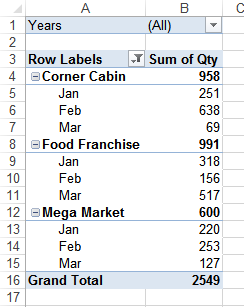 A B C
1 Years (All)
2
3 Row Labels Sum of Qty
4 Corner Cabin 958
5 Jan 251
6 Feb 638
7 Mar 69
8 Food Franchise 991
9 Jan 318
10 Feb 156
11 Mar 517
12 Mega Market 600
13 Jan 220
14 Feb 253
15 Mar 127
16 Grand Total 2549
17